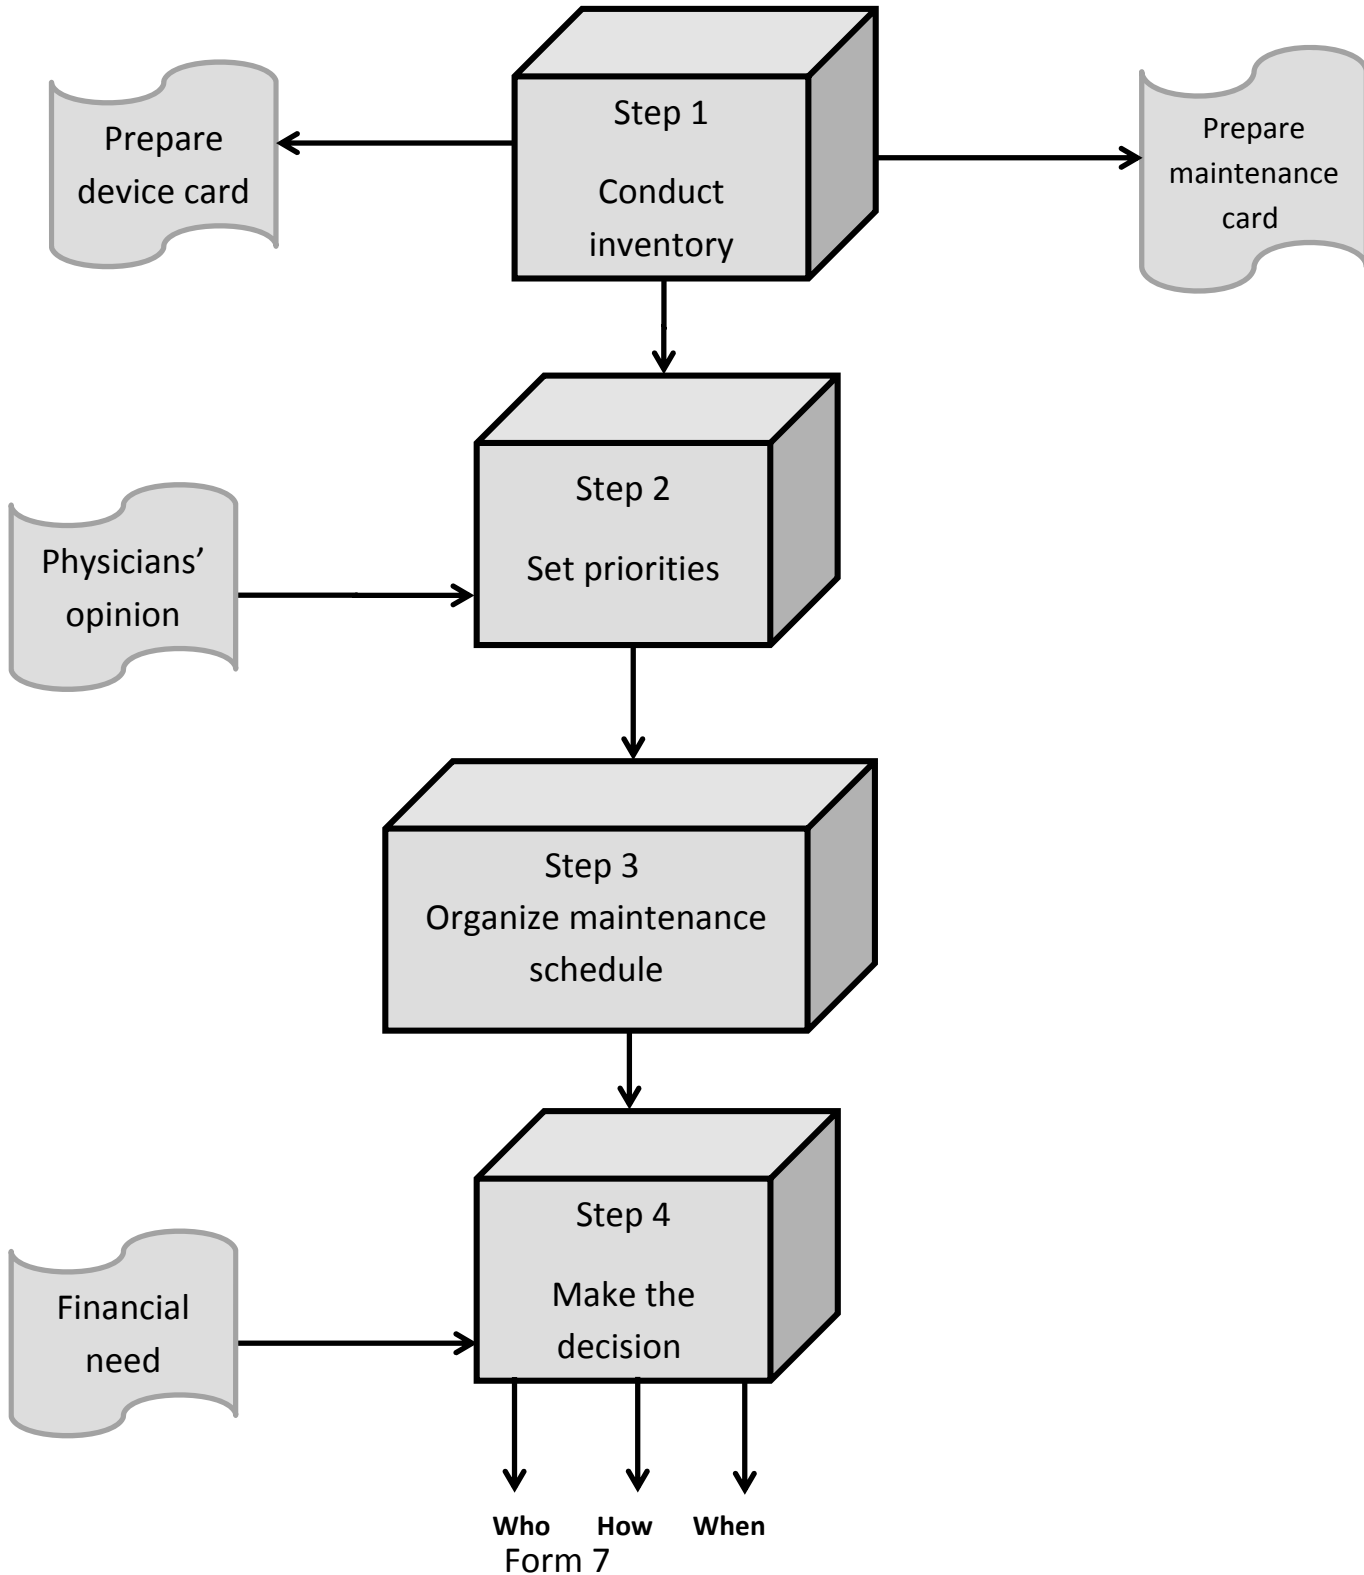 Step 1
Conduct
inventory
Prepare
device card
Prepare
maintenance
card
Step 2
Set priorities
Physicians’
opinion
Step 3
Organize maintenance
schedule
Step 4
Make the
decision
Financial
need
Who How When
Form 7